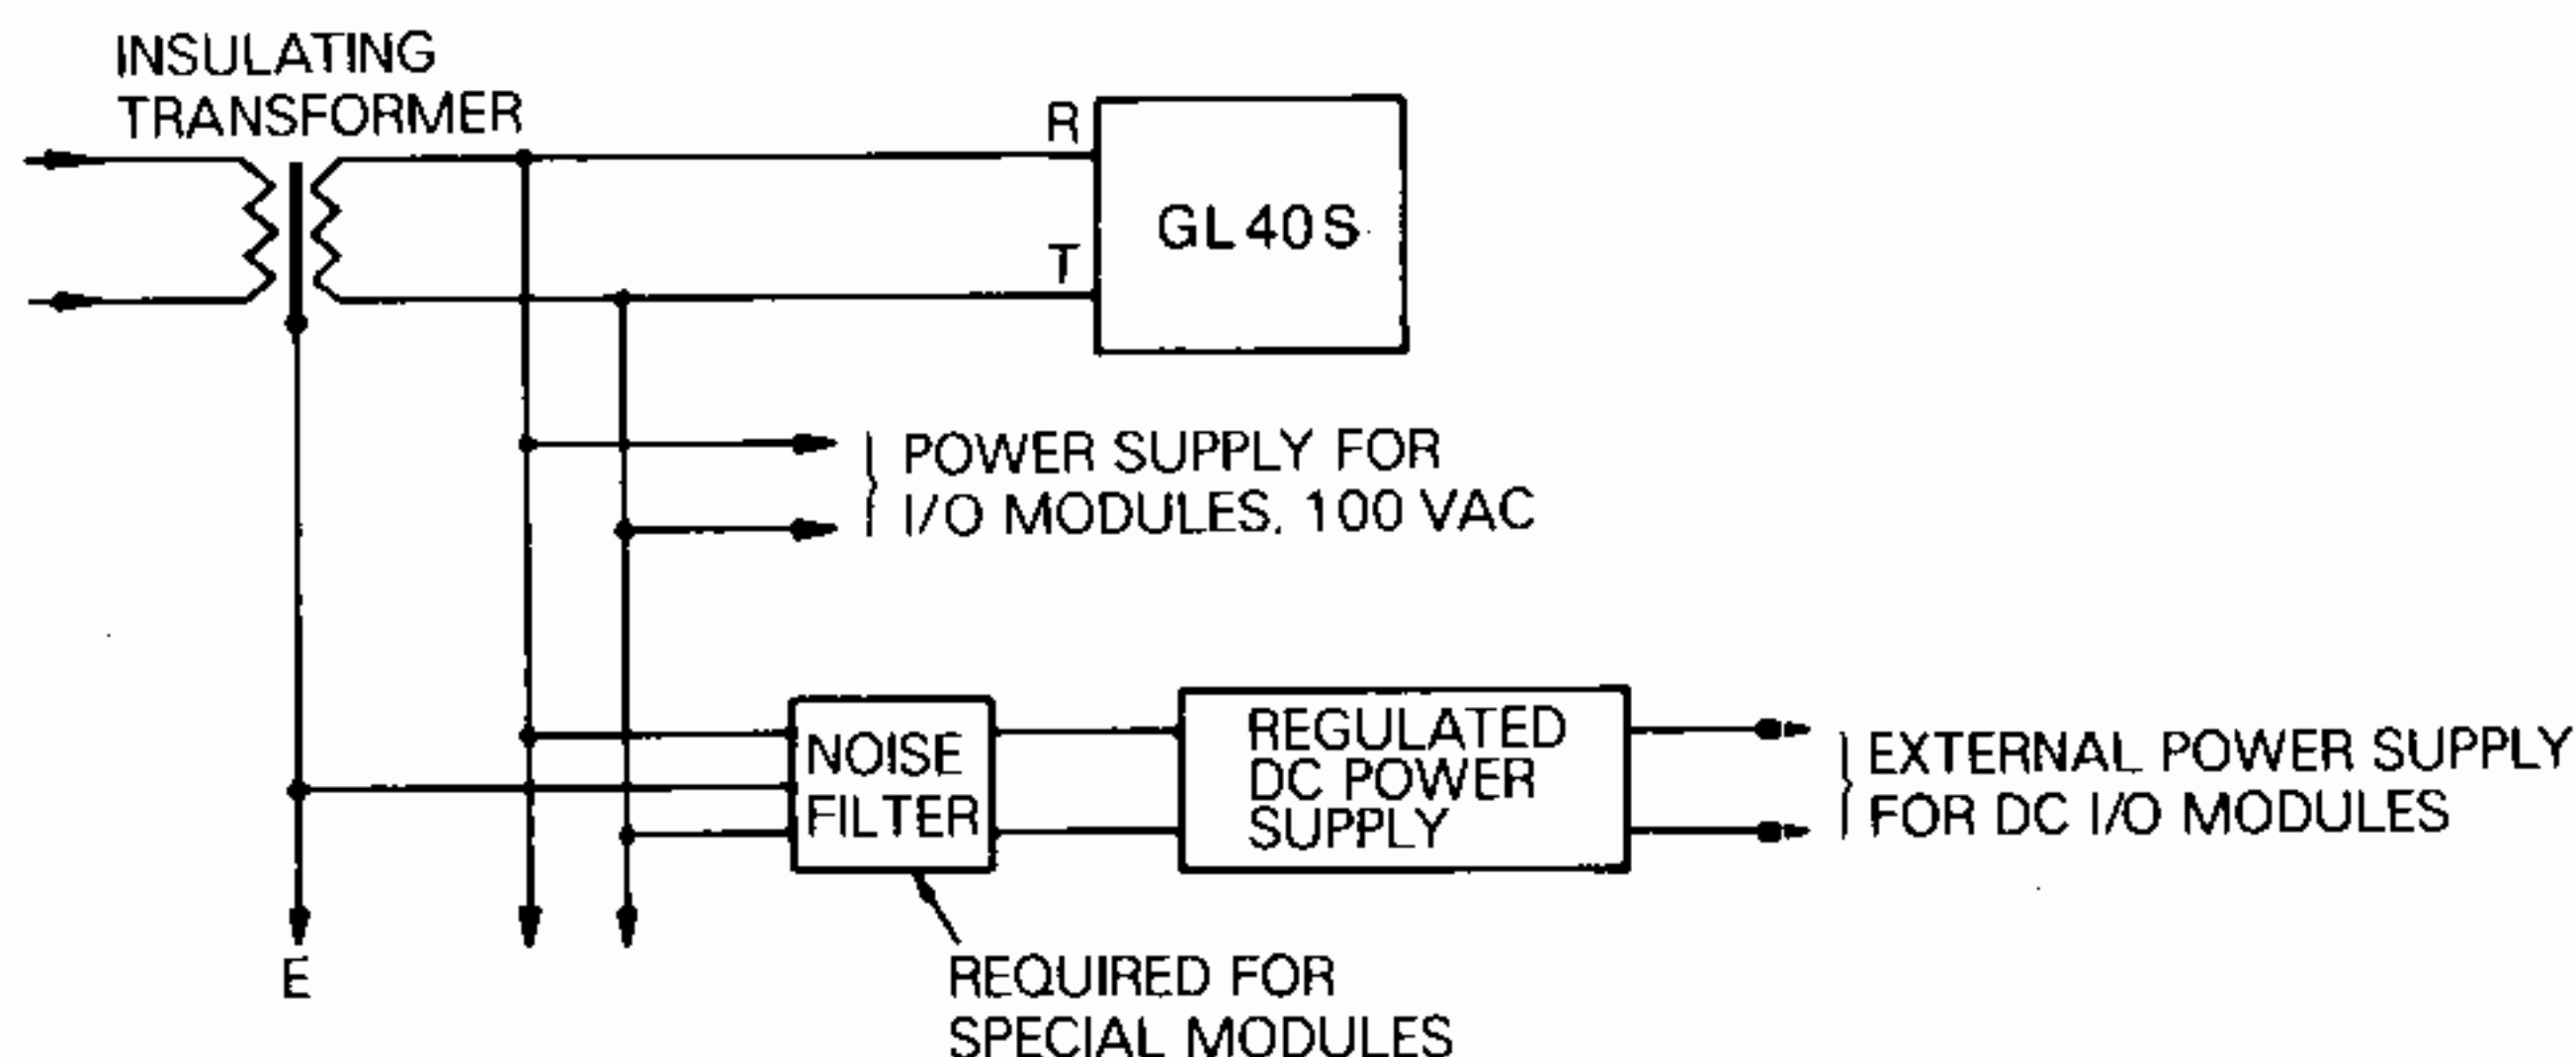 INSULATING
TRANSFORMER
R
GL40S
T
POWER SUPPLY FOR
I/O MODULES. 100 VAC
NOISE
FILTER
REGULATED
DC POWER
SUPPLY
EXTERNAL POWER SUPPLY
FOR DC I/O MODULES
E
REQUIRED FOR
SPECIAL MODULES